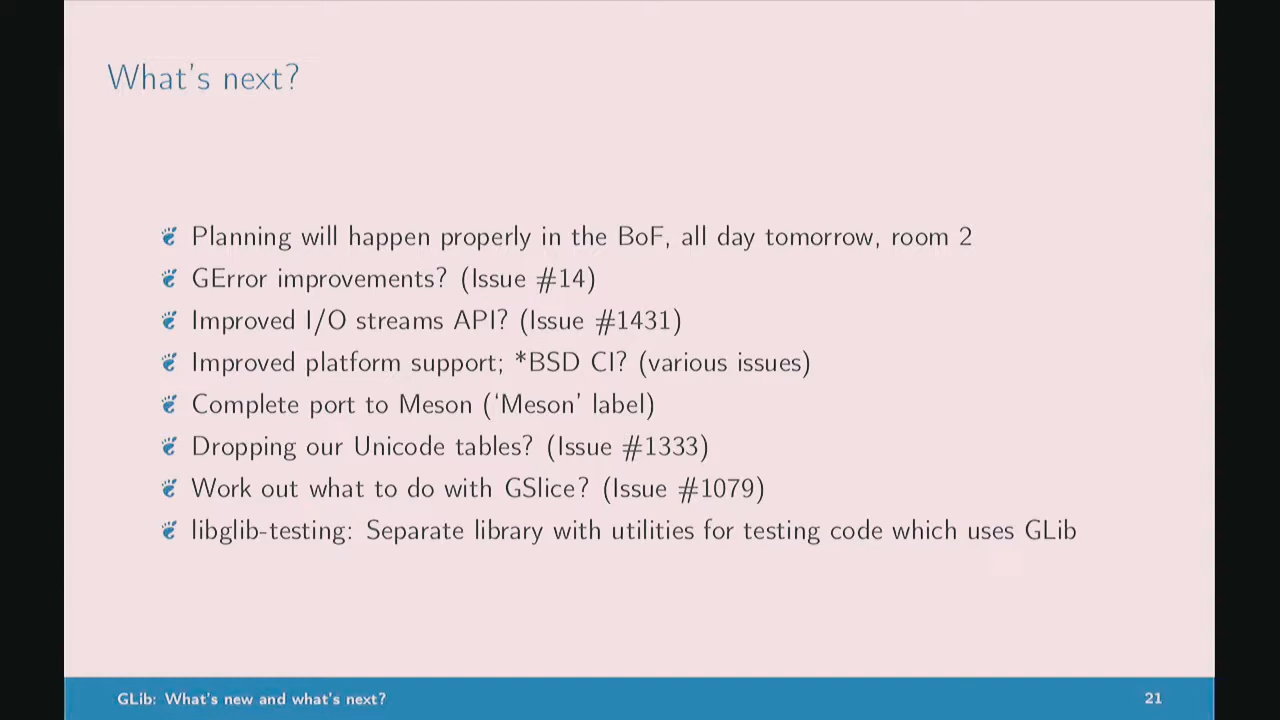 What's next?
Planning will happen properly in the BoF, all day tomorrow, room 2
GError improvements? (Issue #14)
Improved I/O streams API? (Issue #1431)
Improved platform support; *BSD CI? (various issues)
Complete port to Meson (‘Meson’ label)
Dropping our Unicode tables? (Issue #1333)
Work out what to do with GSlice? (Issue #1079)
libglib-testing: Separate library with utilities for testing code which uses GLib
GLib: What's new and what's next?
21